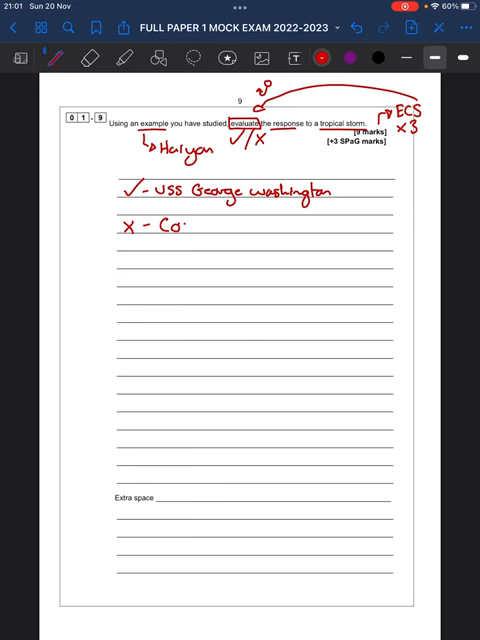 21:01 Sun 20 Nov
60%
FULL PAPER 1 MOCK EXAM 2022-2023
T
9
0 1 . 9
Using an example you have studied, evaluate the response to a tropical storm.
[9 marks]
[+3 SPaG marks]
ECS
x3
Haiyan
✓/X
✓ - USS George Washington
X - Co
Extra space